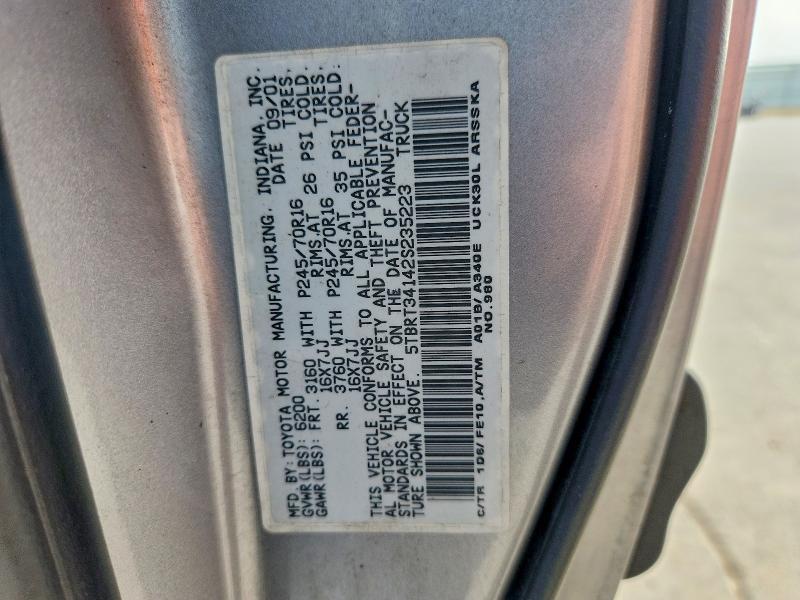 MFD. BY: TOYOTA MOTOR MANUFACTURING, INDIANA, INC.
GVWR(LBS): 6200 DATE 09/01
GAWR(LBS): FRT. 3160 WITH P245/70R16 TIRES,
16X7JJ RIMS,AT 26 PSI COLD.
RR. 3760 WITH P245/70R16 TIRES,
16X7JJ RIMS,AT 35 PSI COLD.
THIS VEHICLE CONFORMS TO ALL APPLICABLE FEDER-
AL MOTOR VEHICLE SAFETY AND THEFT PREVENTION
STANDARDS IN EFFECT ON THE DATE OF MANUFAC-
TURE SHOWN ABOVE. 5TBRT34142S235223 TRUCK
C/TR 1D6/ FE10 ,A/TM A01B/ A340E UCK30L ARSSKA
NO.980